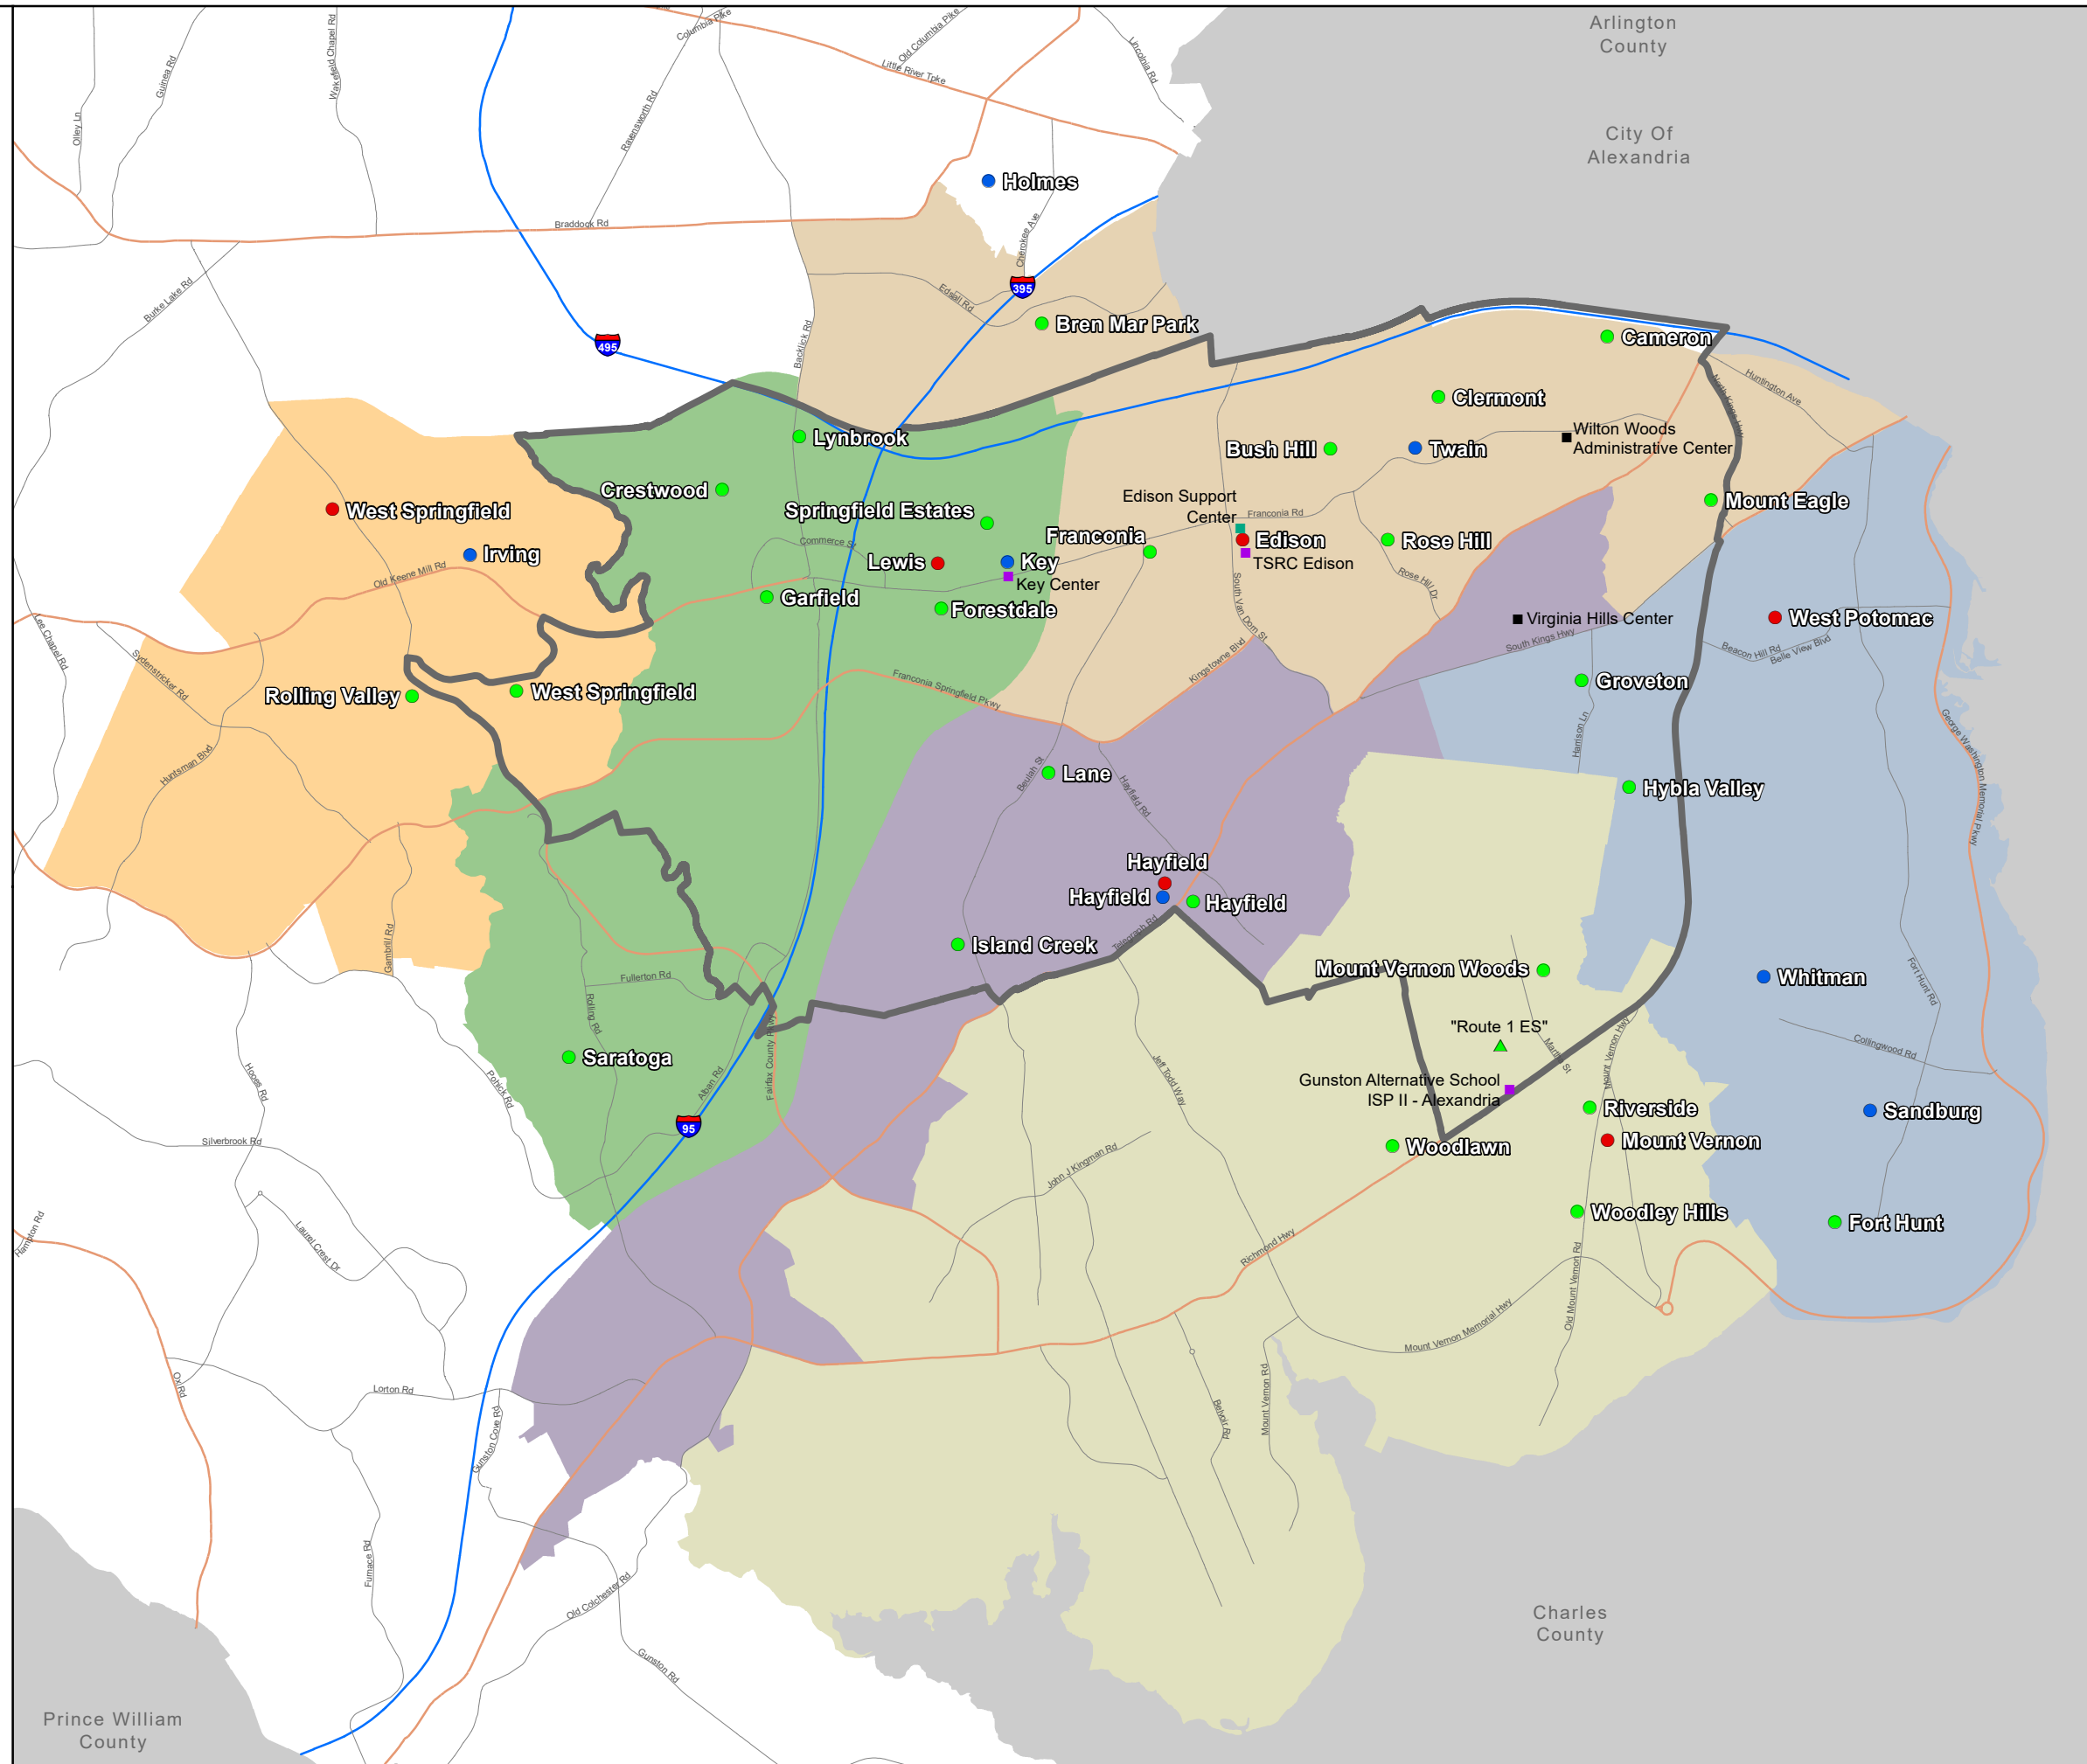 Arlington
County
City Of
Alexandria
Columbia Pike
Old Columbia Pike
Little River Tpke
Lincolnia Rd
Guinea Rd
Wakefield Chapel Rd
Olley Ln
Ravensworth Rd
Holmes
Braddock Rd
Cherokee Ave
Burke Lake Rd
Edsall Rd
395
Bren Mar Park
Backlick Rd
495
Cameron
Huntington Ave
North Kings Hwy
Clermont
Wilton Woods
Administrative Center
Lynbrook
Bush Hill
Twain
Crestwood
Edison Support
Center
Franconia Rd
Mount Eagle
West Springfield
Springfield Estates
Franconia
Edison
Rose Hill
Commerce St
Irving
Lewis
Key
TSRC Edison
Old Keene Mill Rd
Key Center
Rose Hill Dr
Garfield
Forestdale
South Van Dorn St
Virginia Hills Center
West Potomac
Lee Chapel Rd
South Kings Hwy
Beacon Hill Rd
Belle View Blvd
Sydenstricker Rd
Kingstowne Blvd
Franconia Springfield Pkwy
Groveton
Rolling Valley
West Springfield
Harrison Ln
George Washington Memorial Pkwy
Huntsman Blvd
Beulah St
Lane
Hayfield Rd
Hybla Valley
Hayfield
Hayfield
Hayfield
Telegraph Rd
Island Creek
Gambrill Rd
Fullerton Rd
Mount Vernon Woods
Whitman
Fort Hunt Rd
Rolling Rd
Fairfax County Pkwy
"Route 1 ES"
Martin St
Mount Vernon Hwy
Collingwood Rd
Saratoga
Hooes Rd
Pohick Rd
Alban Rd
Jeff Todd Way
Gunston Alternative School
ISP II - Alexandria
Riverside
Sandburg
95
Silverbrook Rd
Woodlawn
Mount Vernon
John J Kingman Rd
Hampton Rd
Laurel Crest Dr
Woodley Hills
Fort Hunt
Richmond Hwy
Old Mount Vernon Rd
Mount Vernon Memorial Hwy
Ox Rd
Lorton Rd
Gunston Cove Rd
Belvoir Rd
Mount Vernon Rd
Furnace Rd
Old Colchester Rd
Gunston Rd
Charles
County
Prince William
County